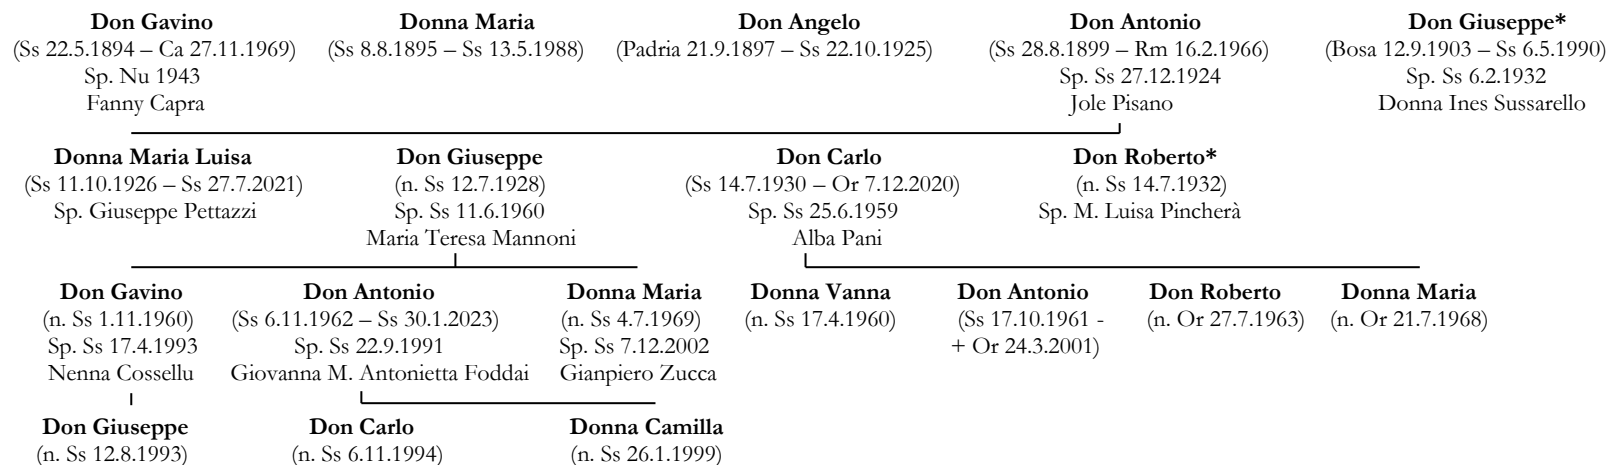 Don Gavino Donna Maria Don Angelo Don Antonio Don Giuseppe*
(Ss 22.5.1894 – Ca 27.11.1969) (Ss 8.8.1895 – Ss 13.5.1988) (Padria 21.9.1897 – Ss 22.10.1925) (Ss 28.8.1899 – Rm 16.2.1966) (Bosa 12.9.1903 – Ss 6.5.1990)
Sp. Nu 1943 Sp. Ss 27.12.1924 Sp. Ss 6.2.1932
Fanny Capra Jole Pisano Donna Ines Sussarello
Donna Maria Luisa Don Giuseppe Don Carlo Don Roberto*
(Ss 11.10.1926 – Ss 27.7.2021) (n. Ss 12.7.1928) (Ss 14.7.1930 – Or 7.12.2020) (n. Ss 14.7.1932)
Sp. Giuseppe Pettazzi Sp. Ss 11.6.1960 Sp. Ss 25.6.1959 Sp. M. Luisa Pincherà
Maria Teresa Mannoni Alba Pani
Don Gavino Don Antonio Donna Maria Donna Vanna Don Antonio Don Roberto Donna Maria
(n. Ss 1.11.1960) (Ss 6.11.1962 – Ss 30.1.2023) (n. Ss 4.7.1969) (n. Ss 17.4.1960) (Ss 17.10.1961 - (n. Or 27.7.1963) (n. Or 21.7.1968)
Sp. Ss 17.4.1993 Sp. Ss 22.9.1991 Sp. Ss 7.12.2002 + Or 24.3.2001)
Nenna Cossellu Giovanna M. Antonietta Foddai Gianpiero Zucca
Don Giuseppe Don Carlo Donna Camilla
(n. Ss 12.8.1993) (n. Ss 6.11.1994) (n. Ss 26.1.1999)